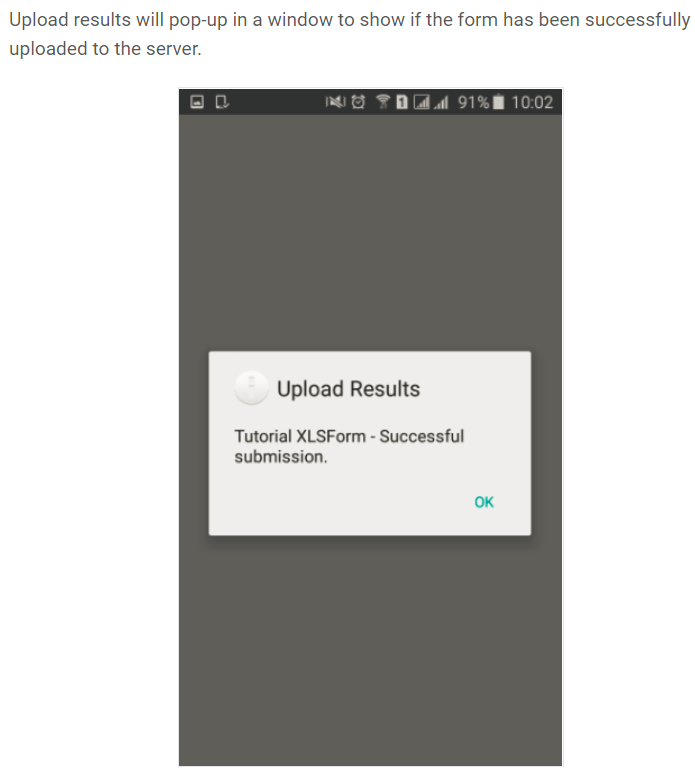 Upload results will pop-up in a window to show if the form has been successfully
uploaded to the server.
1 91% 10:02
Upload Results
Tutorial XLSForm - Successful
submission.
OK